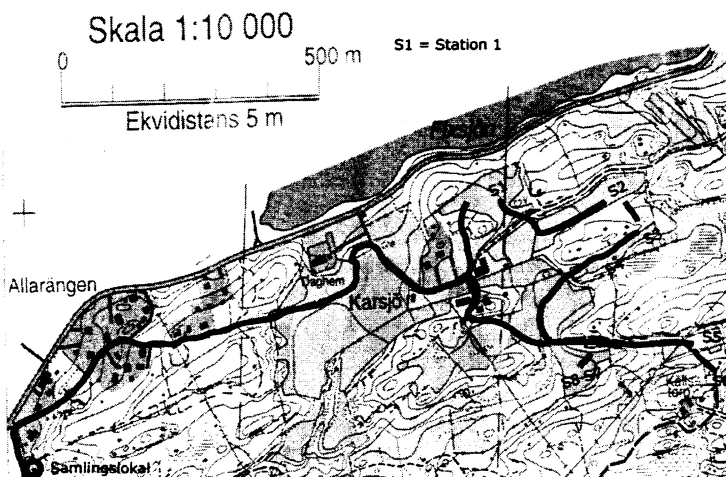 Skala 1:10 000
0
500 m
S1 = Station 1
Ekvidistans 5 m
S1
S2
Allarängen
Daghem
Karsjö
Samlingslokal